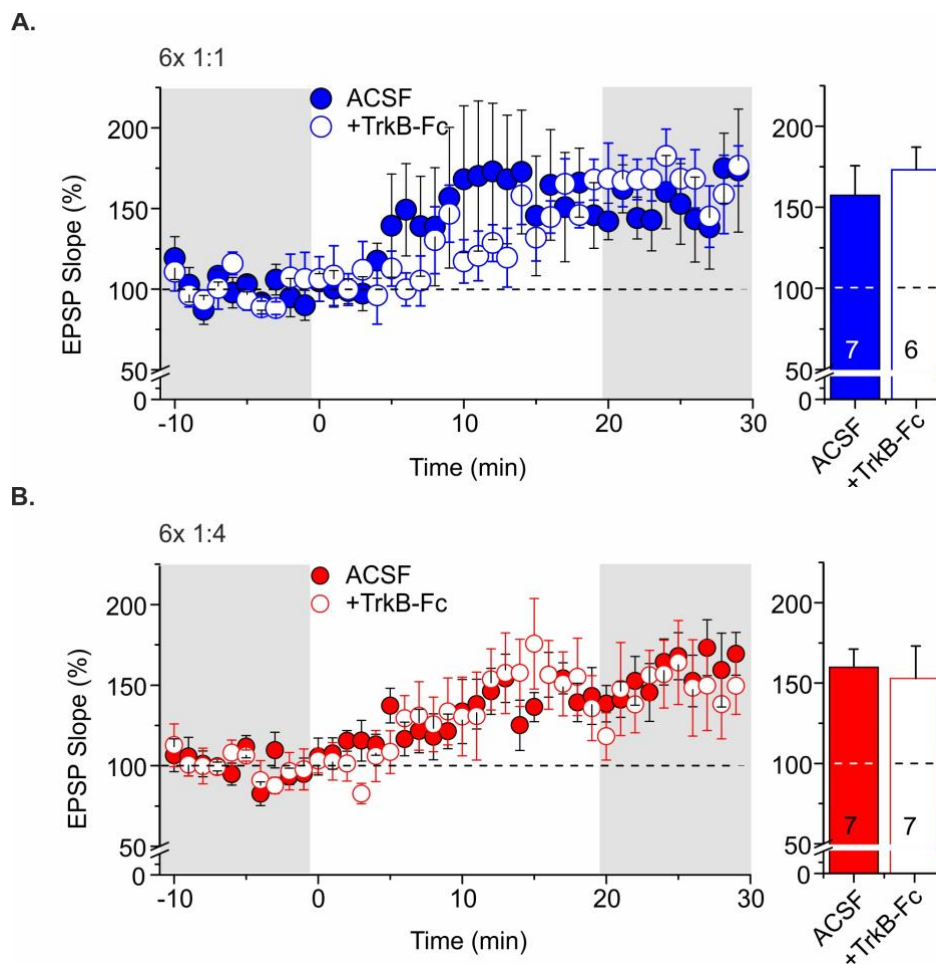 A.
6x 1:1
ACSF
+TrkB-Fc
200
150
100
50
0
EPSP Slope (%)
-10 0 10 20 30
Time (min)
200
150
100
50
0
7 6
ACSF
+TrkB-Fc
B.
6x 1:4
ACSF
+TrkB-Fc
200
150
100
50
0
EPSP Slope (%)
-10 0 10 20 30
Time (min)
200
150
100
50
0
7 7
ACSF
+TrkB-Fc